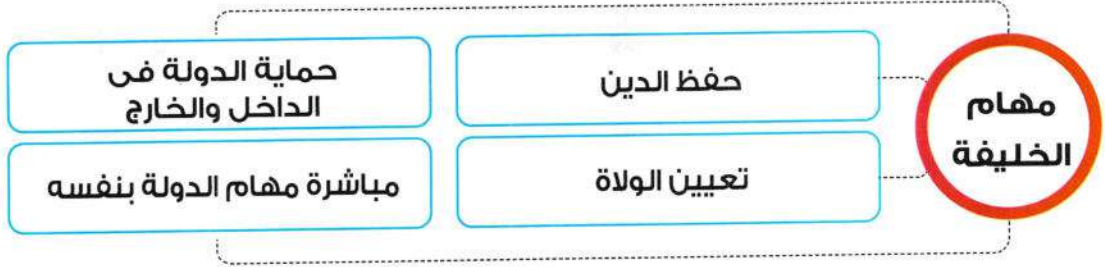 مهام
الخليفة
حفظ الدين
حماية الدولة فى
الداخل والخارج
تعيين الولاة
مباشرة مهام الدولة بنفسه